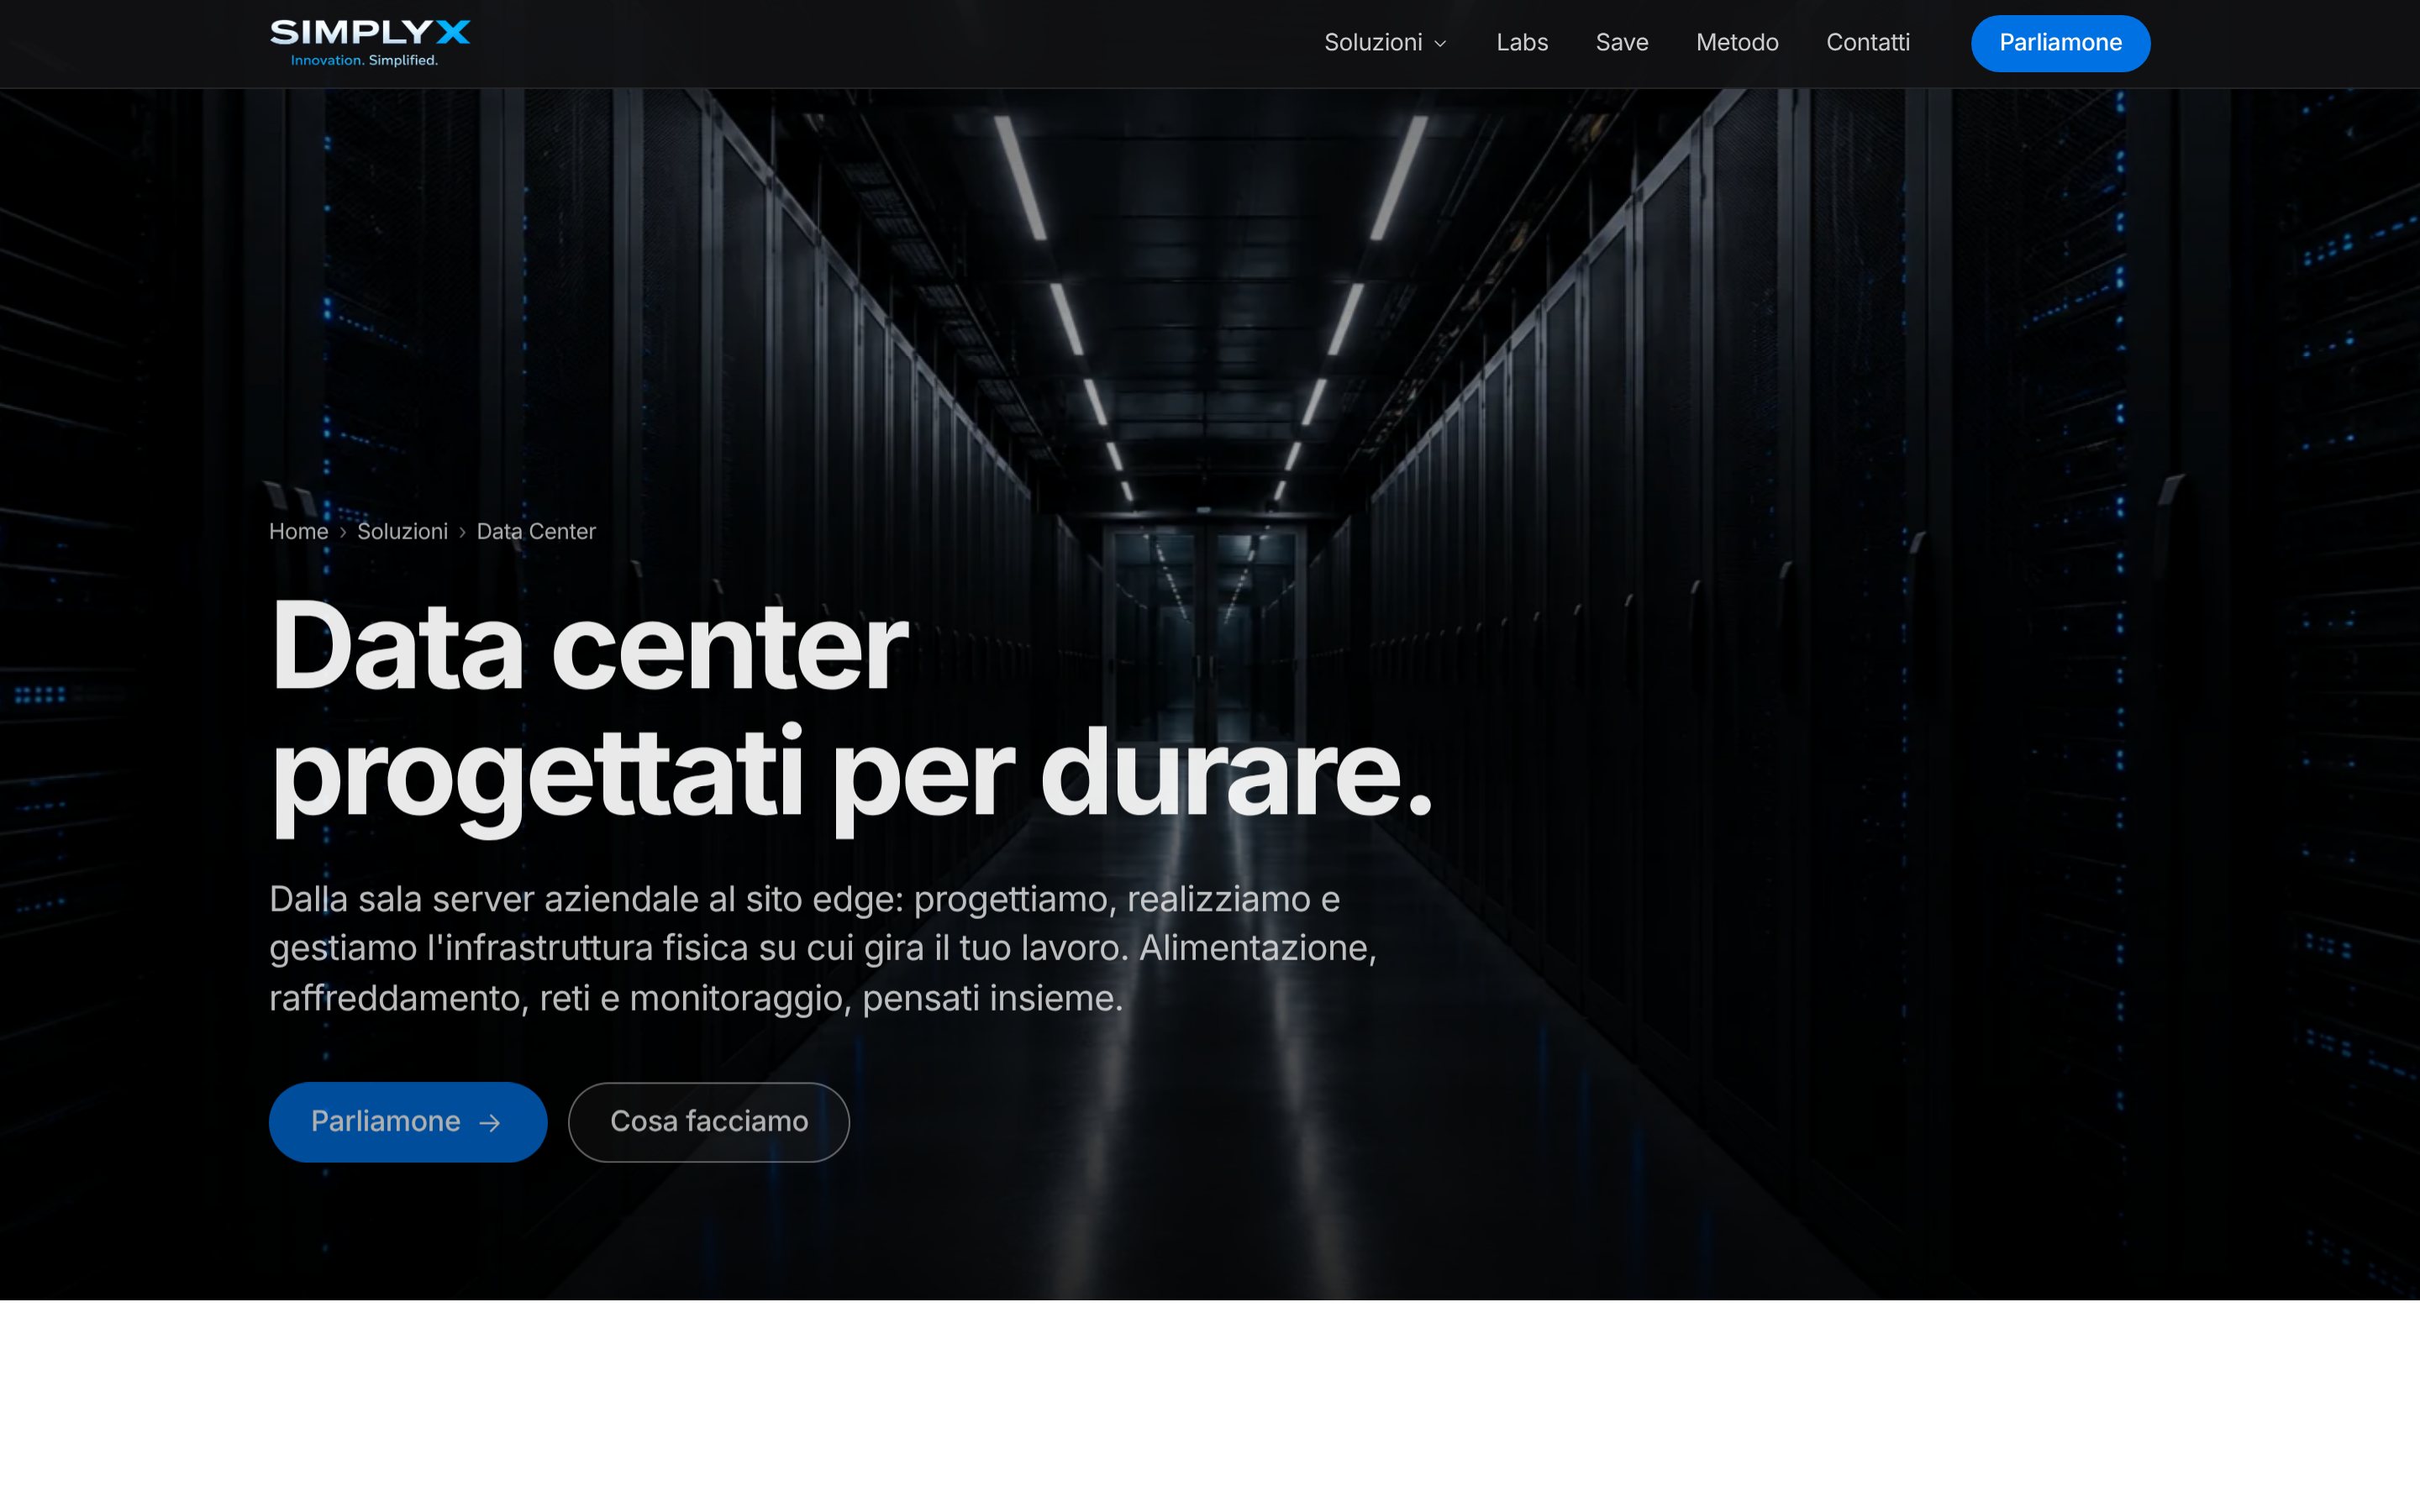 SIMPLYX
Innovation. Simplified.
Soluzioni
Labs
Save
Metodo
Contatti
Parliamone
Home › Soluzioni › Data Center
Data center
progettati per durare.
Dalla sala server aziendale al sito edge: progettiamo, realizziamo e
gestiamo l'infrastruttura fisica su cui gira il tuo lavoro. Alimentazione,
raffreddamento, reti e monitoraggio, pensati insieme.
Parliamone →
Cosa facciamo